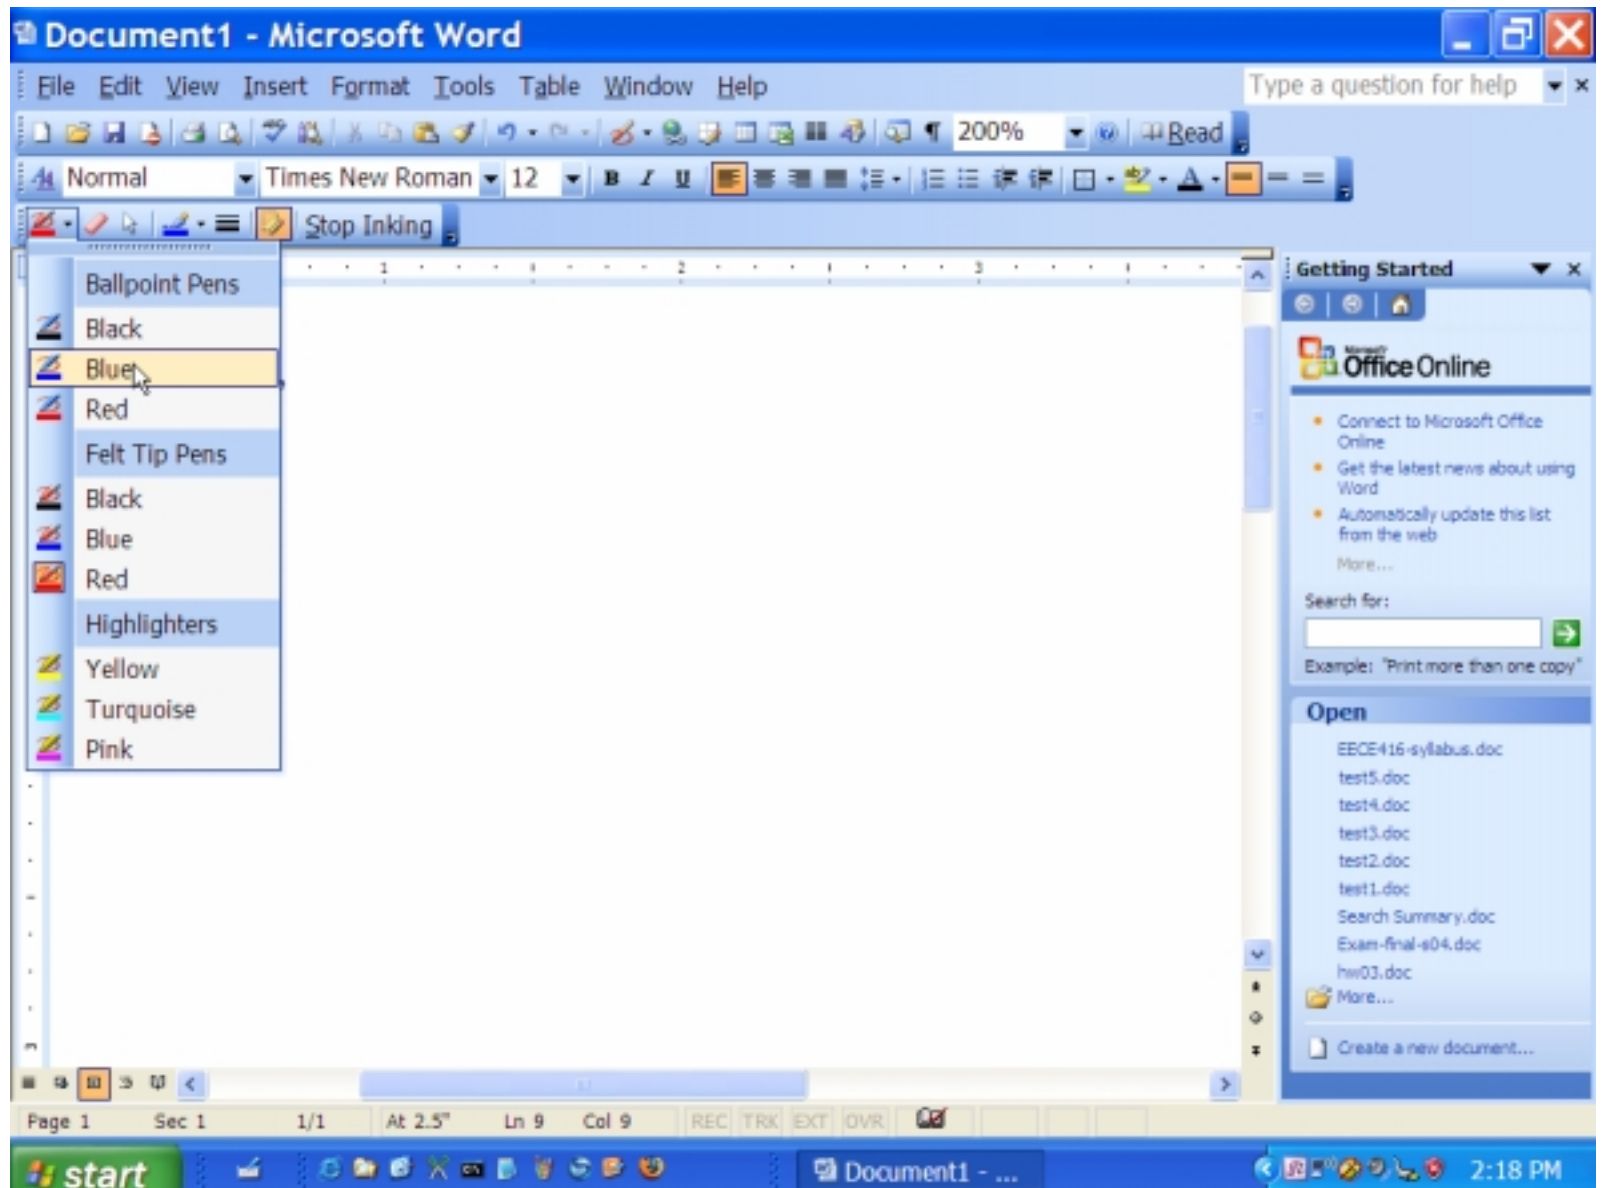 Document1 - Microsoft Word
File Edit View Insert Format Tools Table Window Help
Type a question for help
200% Read
Normal Times New Roman 12 B I U
Stop Inking
Ballpoint Pens
Black
Blue
Red
Felt Tip Pens
Black
Blue
Red
Highlighters
Yellow
Turquoise
Pink
1 2 3
Getting Started
Microsoft
Office Online
Connect to Microsoft Office
Online
Get the latest news about using
Word
Automatically update this list
from the web
More...
Search for:
Example: "Print more than one copy"
Open
EECE416-syllabus.doc
test5.doc
test4.doc
test3.doc
test2.doc
test1.doc
Search Summary.doc
Exam-final-s04.doc
hw03.doc
More...
Create a new document...
Page 1 Sec 1 1/1 At 2.5" Ln 9 Col 9 REC TRK EXT OVR
start Document1 - ... 2:18 PM